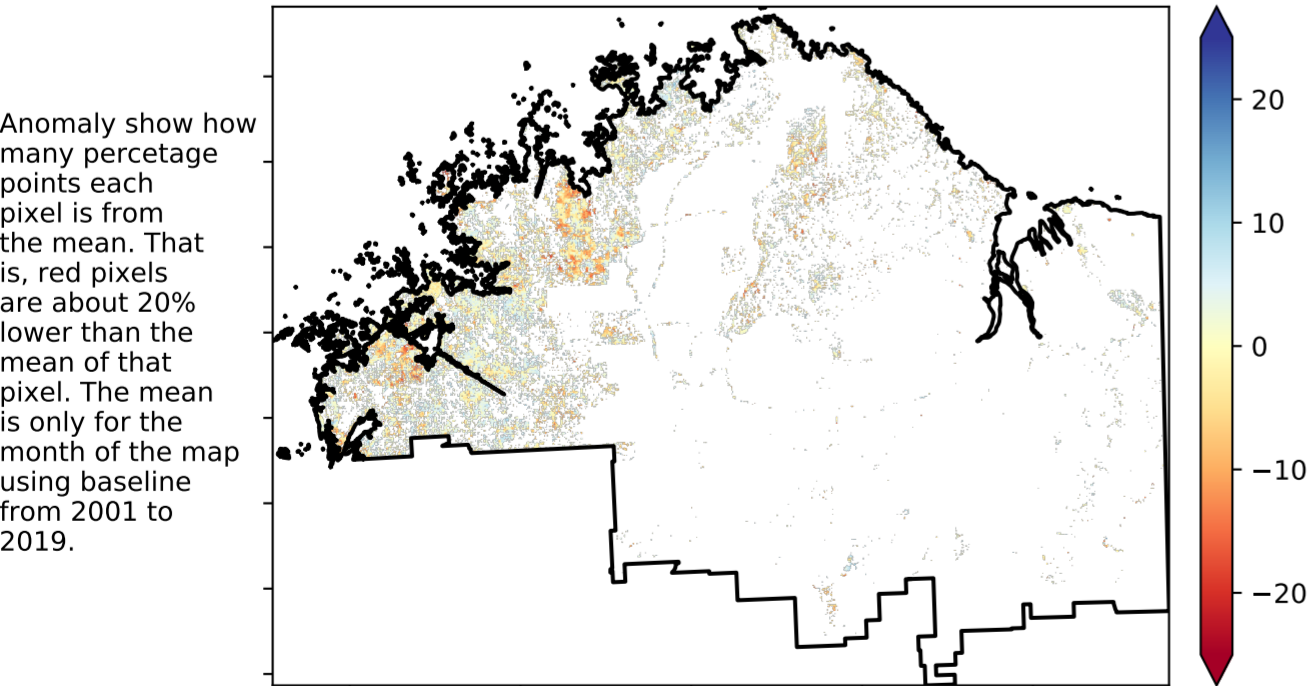 Anomaly show how
many percetage
points each
pixel is from
the mean. That
is, red pixels
are about 20%
lower than the
mean of that
pixel. The mean
is only for the
month of the map
using baseline
from 2001 to
2019.
20
10
0
−10
−20